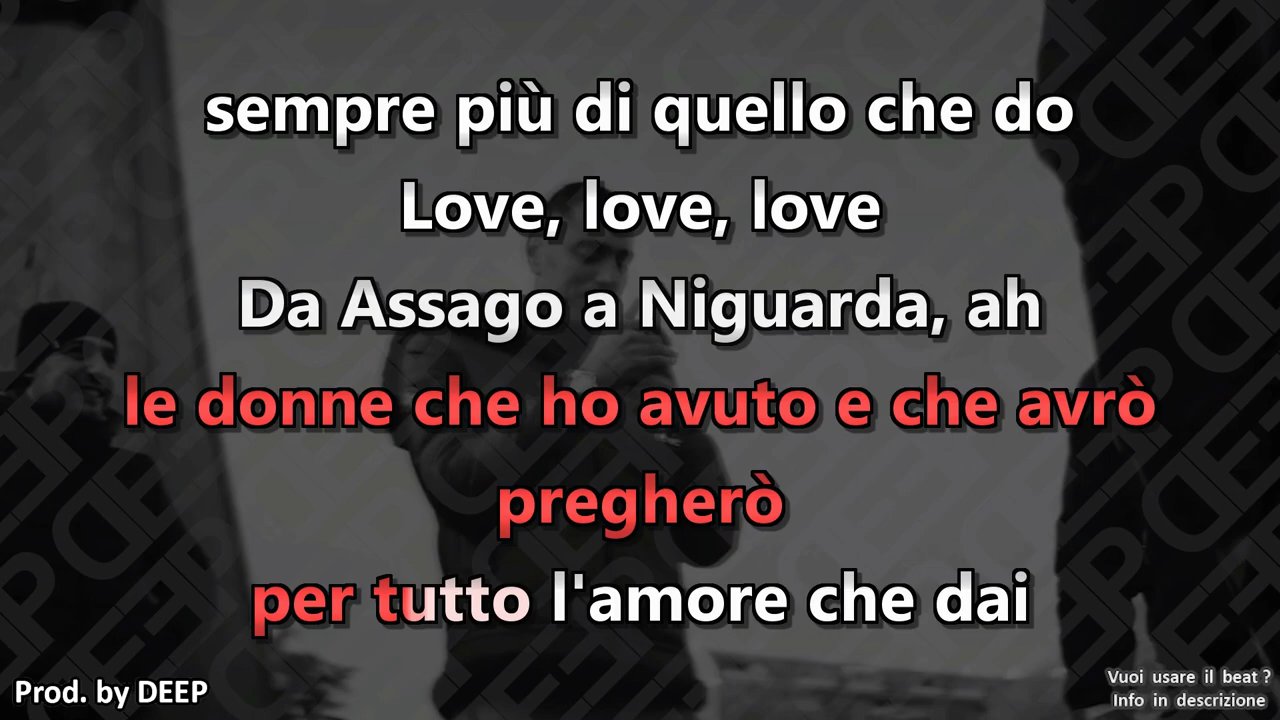 sempre più di quello che do
Love, love, love
Da Assago a Niguarda, ah
le donne che ho avuto e che avrò
pregherò
per tutto l'amore che dai
Prod. by DEEP
Vuoi usare il beat ?
Info in descrizione